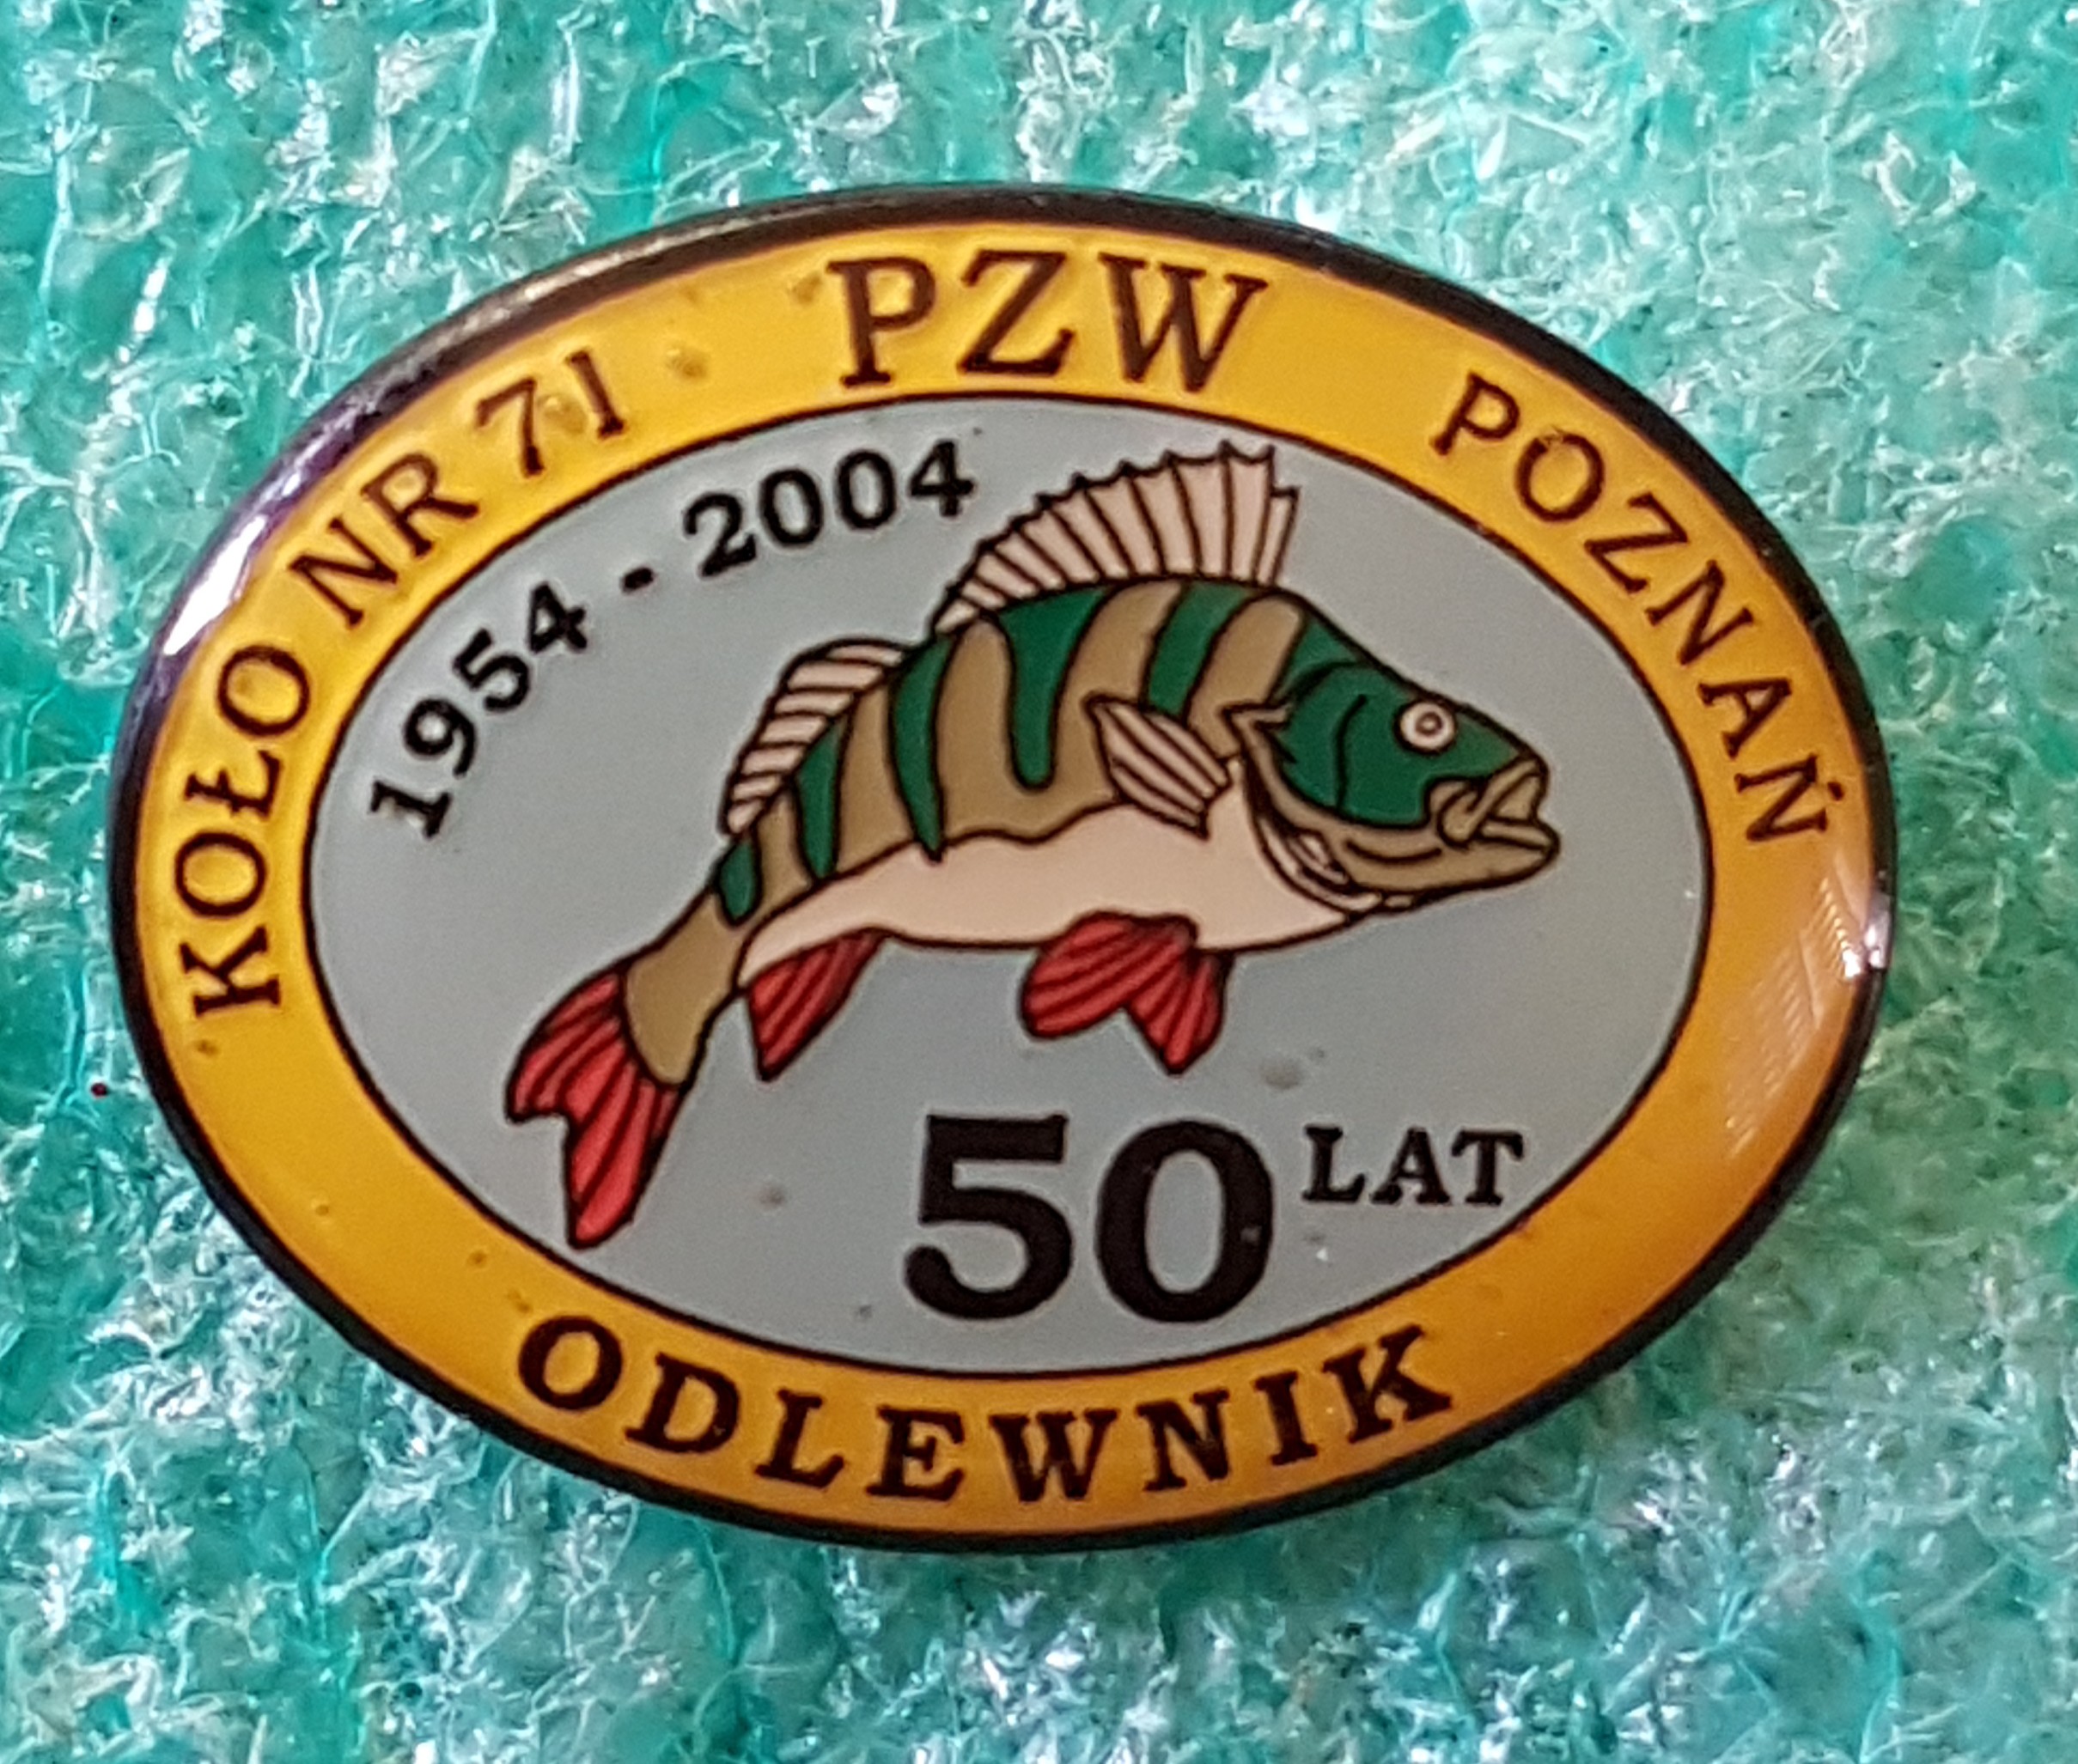 KOŁO NR 71 PZW POZNAŃ
1954 - 2004
50 LAT
ODLEWNIK